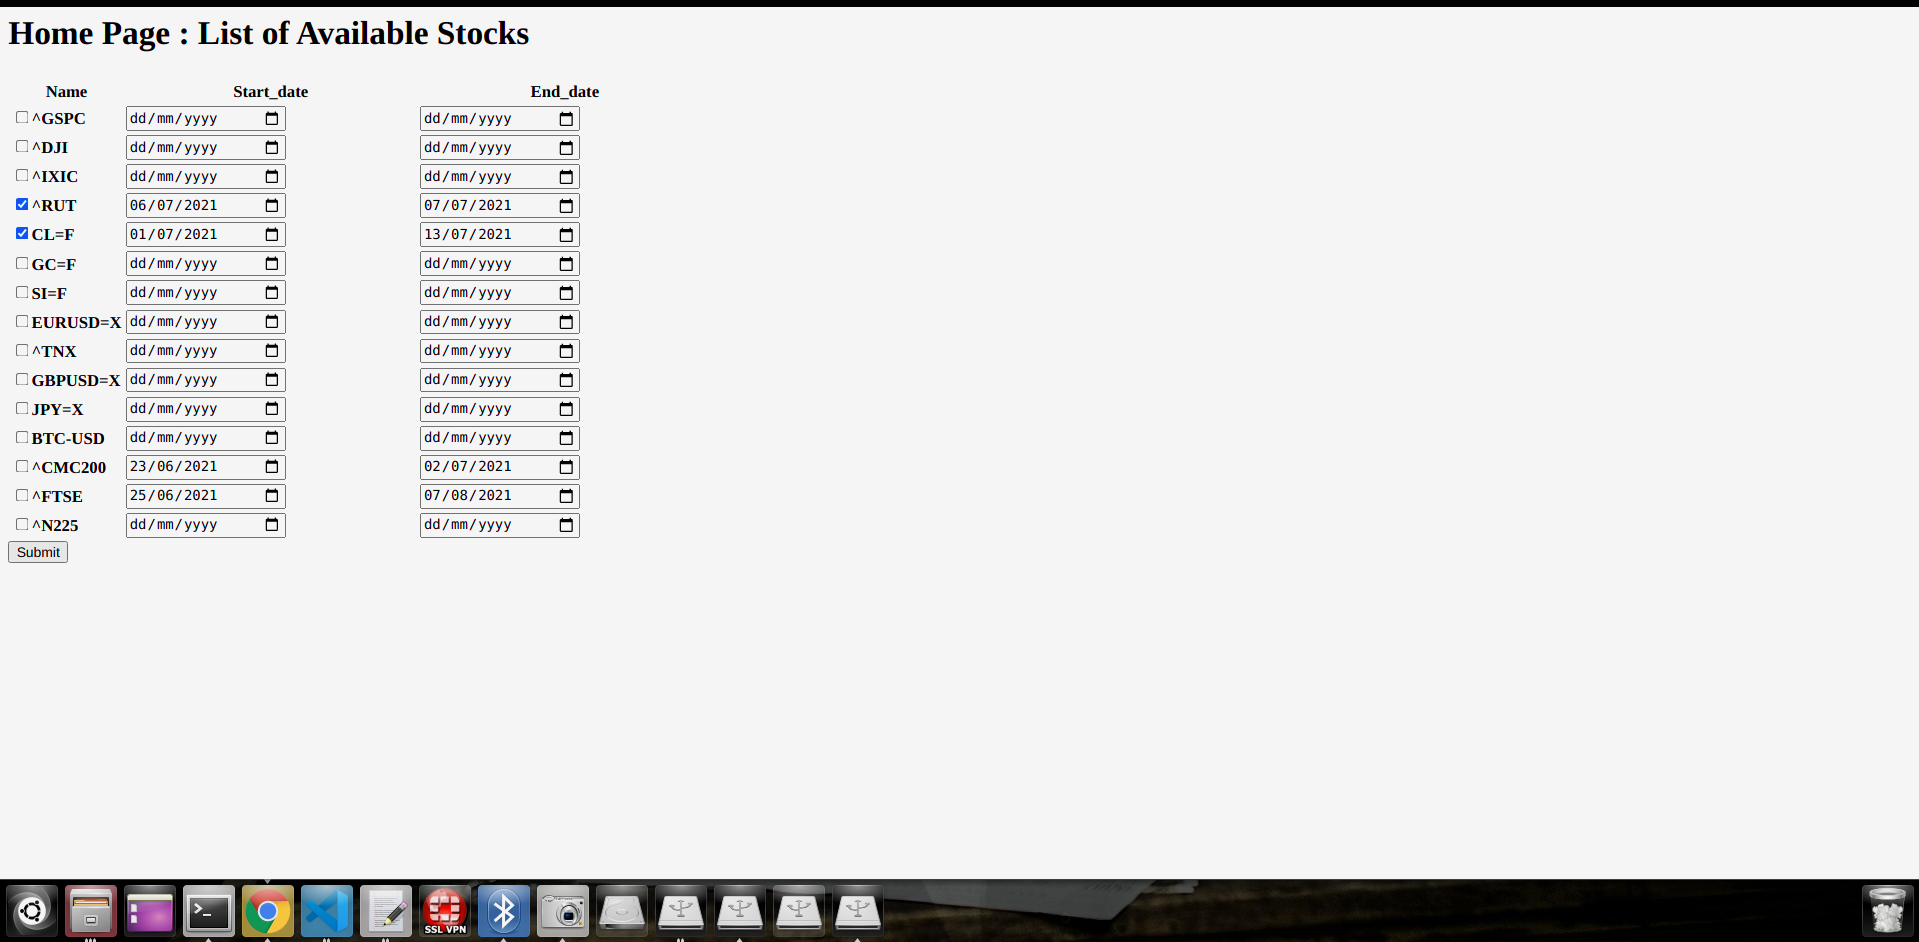 Home Page : List of Available Stocks
Name Start_date End_date
^GSPC dd/mm/yyyy dd/mm/yyyy
^DJI dd/mm/yyyy dd/mm/yyyy
^IXIC dd/mm/yyyy dd/mm/yyyy
^RUT 06/07/2021 07/07/2021
CL=F 01/07/2021 13/07/2021
GC=F dd/mm/yyyy dd/mm/yyyy
SI=F dd/mm/yyyy dd/mm/yyyy
EURUSD=X dd/mm/yyyy dd/mm/yyyy
^TNX dd/mm/yyyy dd/mm/yyyy
GBPUSD=X dd/mm/yyyy dd/mm/yyyy
JPY=X dd/mm/yyyy dd/mm/yyyy
BTC-USD dd/mm/yyyy dd/mm/yyyy
^CMC200 23/06/2021 02/07/2021
^FTSE 25/06/2021 07/08/2021
^N225 dd/mm/yyyy dd/mm/yyyy
Submit
SSL VPN